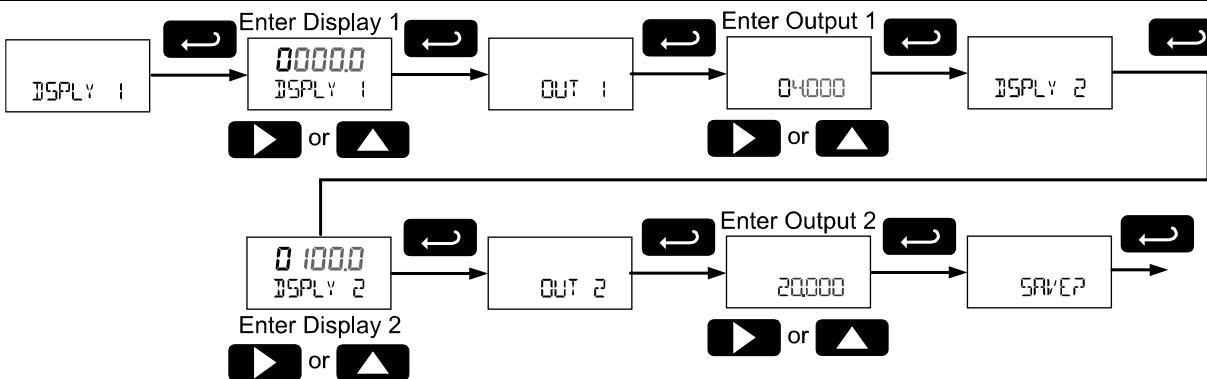 Enter Display 1
Enter Output 1
DSPLY 1
0000.0
DSPLY 1
OUT 1
04.000
DSPLY 2
or
or
0100.0
DSPLY 2
Enter Display 2
or
OUT 2
Enter Output 2
20.000
or
SAVE?